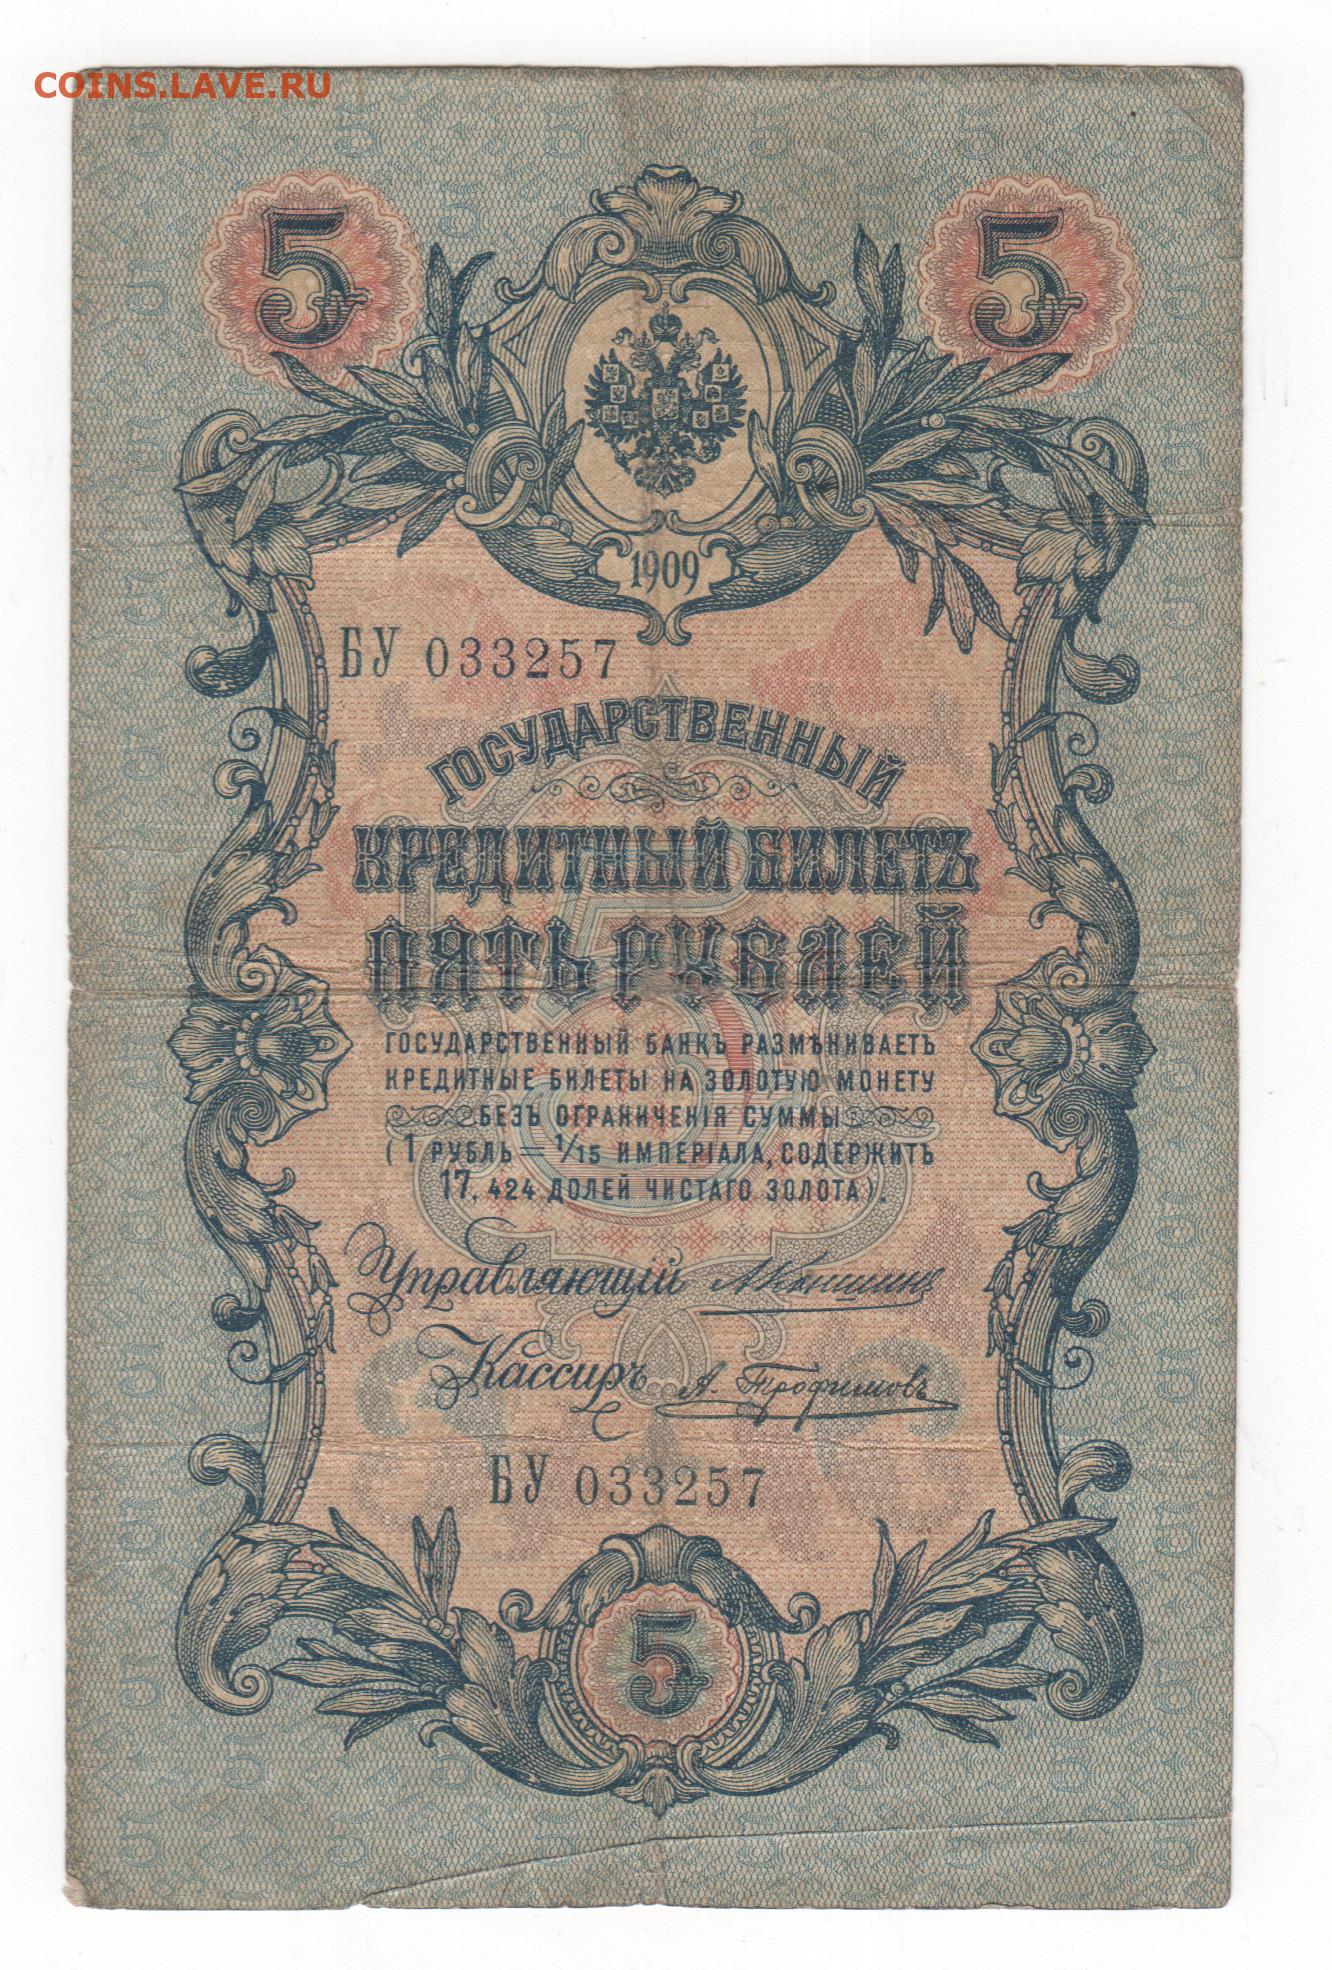 COINS.LAVE.RU
5 5
1909
БУ 033257
ГОСУДАРСТВЕННЫЙ
КРЕДИТНЫЙ БИЛЕТЪ
ПЯТЬ РУБЛЕЙ
ГОСУДАРСТВЕННЫЙ БАНКЪ РАЗМѢНИВАЕТЪ
КРЕДИТНЫЕ БИЛЕТЫ НА ЗОЛОТУЮ МОНЕТУ
БЕЗЪ ОГРАНИЧЕНІЯ СУММЫ
(1 РУБЛЬ = 1/15 ИМПЕРІАЛА, СОДЕРЖИТЪ
17,424 ДОЛЕЙ ЧИСТАГО ЗОЛОТА).
Управляющій АКоншинъ
Кассиръ А. Трофимовъ
БУ 033257
5